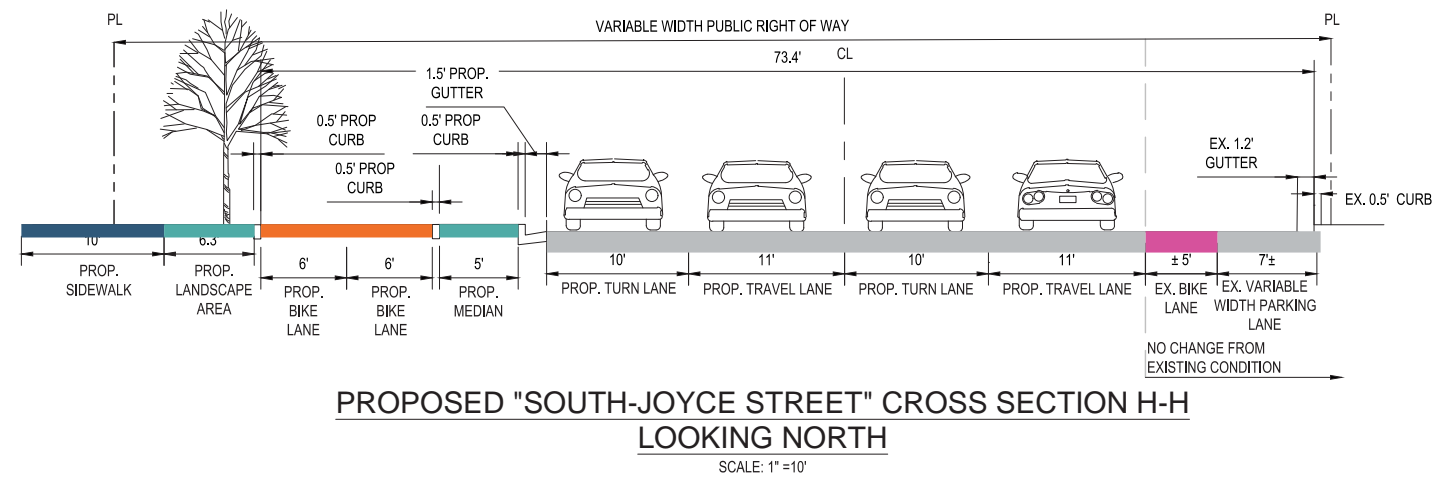 PL
VARIABLE WIDTH PUBLIC RIGHT OF WAY
PL
73.4'
CL
1.5' PROP.
GUTTER
0.5' PROP
CURB
0.5' PROP
CURB
0.5' PROP
CURB
EX. 1.2'
GUTTER
EX. 0.5' CURB
10'
PROP.
SIDEWALK
6.3'
PROP.
LANDSCAPE
AREA
6'
PROP.
BIKE
LANE
6'
PROP.
BIKE
LANE
5'
PROP.
MEDIAN
10'
PROP. TURN LANE
11'
PROP. TRAVEL LANE
10'
PROP. TURN LANE
11'
PROP. TRAVEL LANE
± 5'
EX. BIKE
LANE
7'±
EX. VARIABLE
WIDTH PARKING
LANE
NO CHANGE FROM
EXISTING CONDITION
PROPOSED "SOUTH-JOYCE STREET" CROSS SECTION H-H
LOOKING NORTH
SCALE: 1" =10'